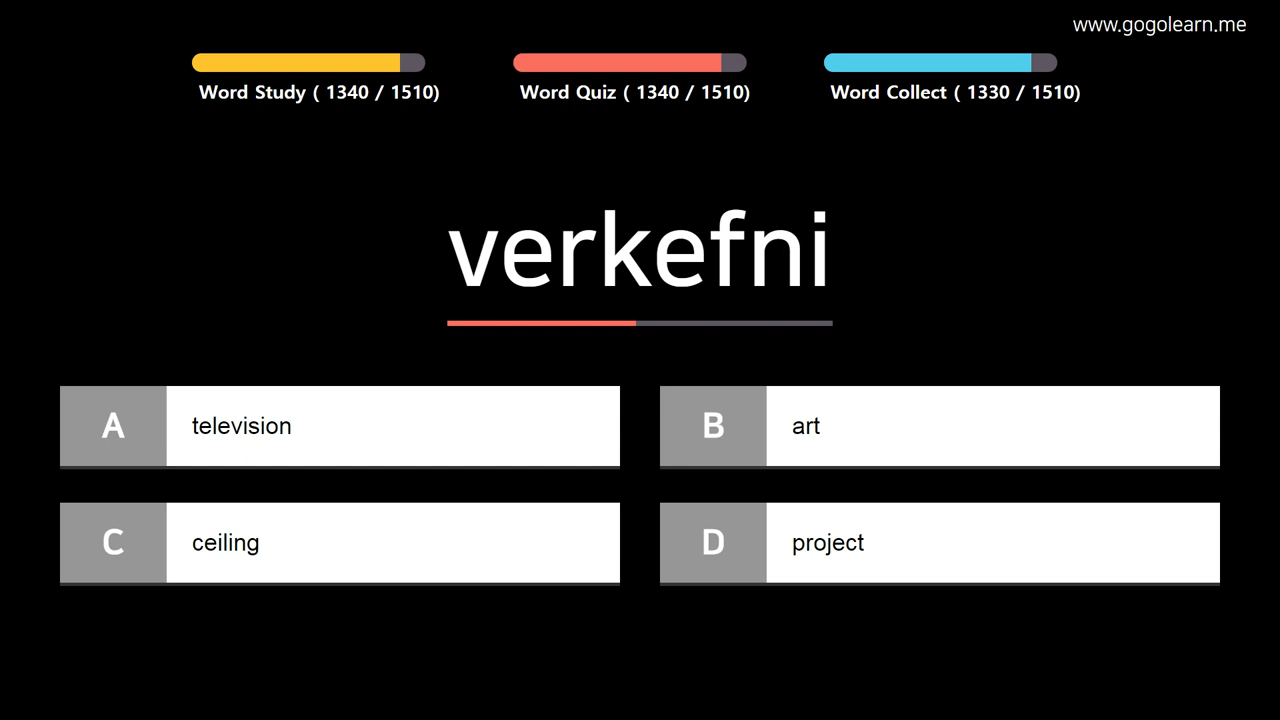 www.gogolearn.me
Word Study ( 1340 / 1510)
Word Quiz ( 1340 / 1510)
Word Collect ( 1330 / 1510)
verkefni
A television
B art
C ceiling
D project